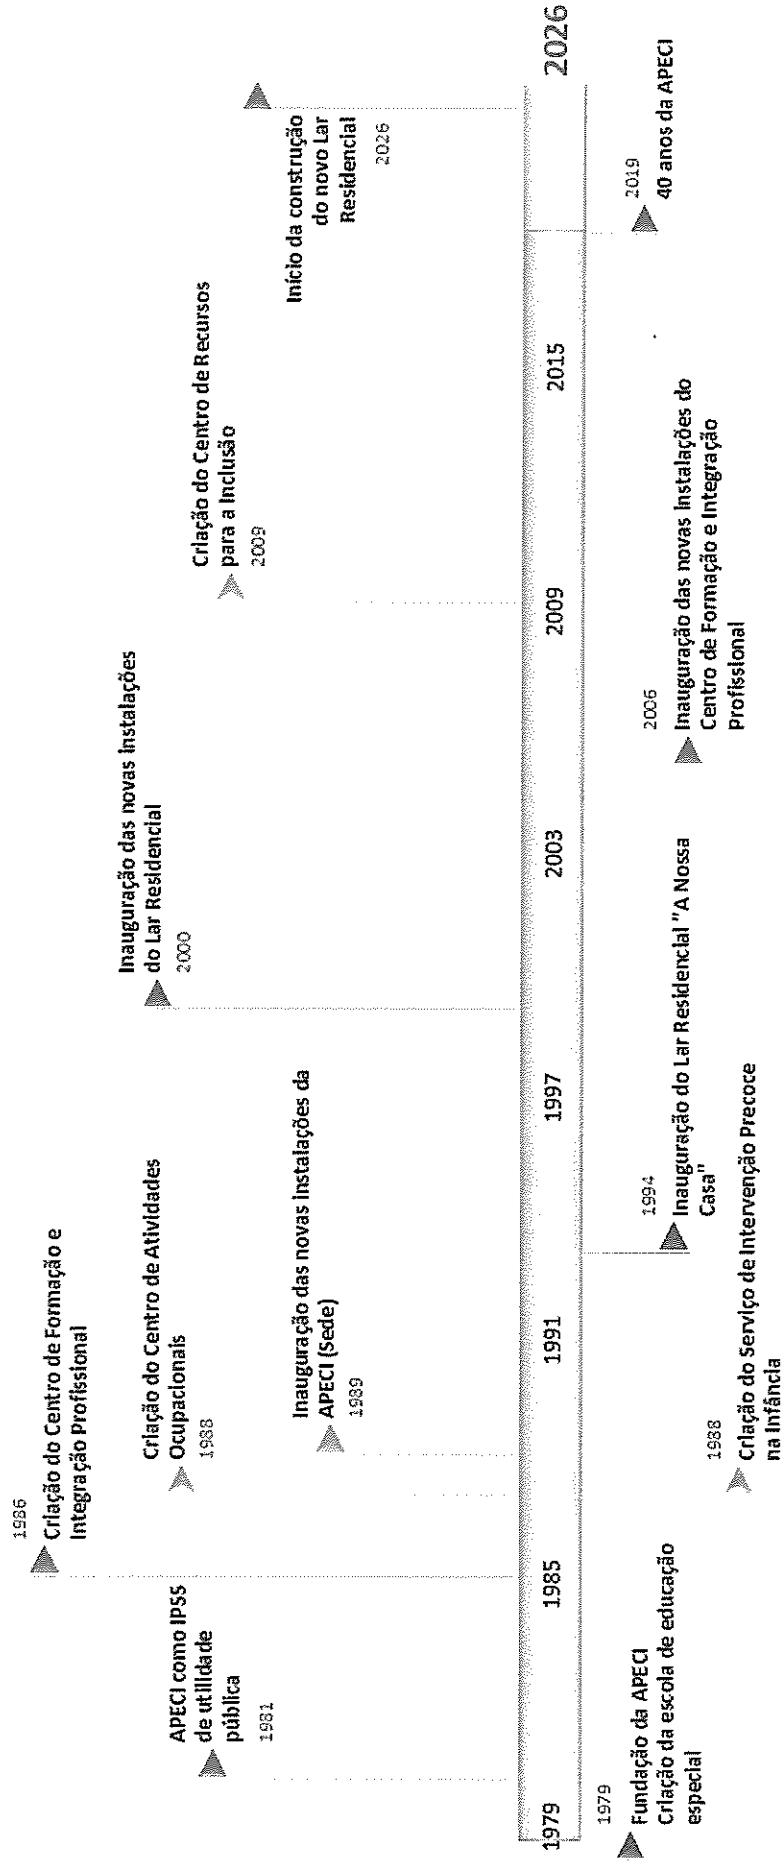 1986
Criação do Centro de Formação e
Integração Profissional
Criação do Centro de Atividades
Ocupacionais
1988
Inauguração das novas instalações
do Lar Residencial
2000
Criação do Centro de Recursos
para a Inclusão
2009
APECI como IPSS
de utilidade
pública
1981
Inauguração das novas instalações da
APECI (Sede)
1989
Início da construção
do novo Lar
Residencial
2026
1979
1985
1991
1997
2003
2009
2015
2026
1979
Fundação da APECI
Criação da escola de educação
especial
1988
Criação do Serviço de Intervenção Precoce
na Infância
1994
Inauguração do Lar Residencial "A Nossa
Casa"
2006
Inauguração das novas instalações do
Centro de Formação e Integração
Profissional
2019
40 anos da APECI